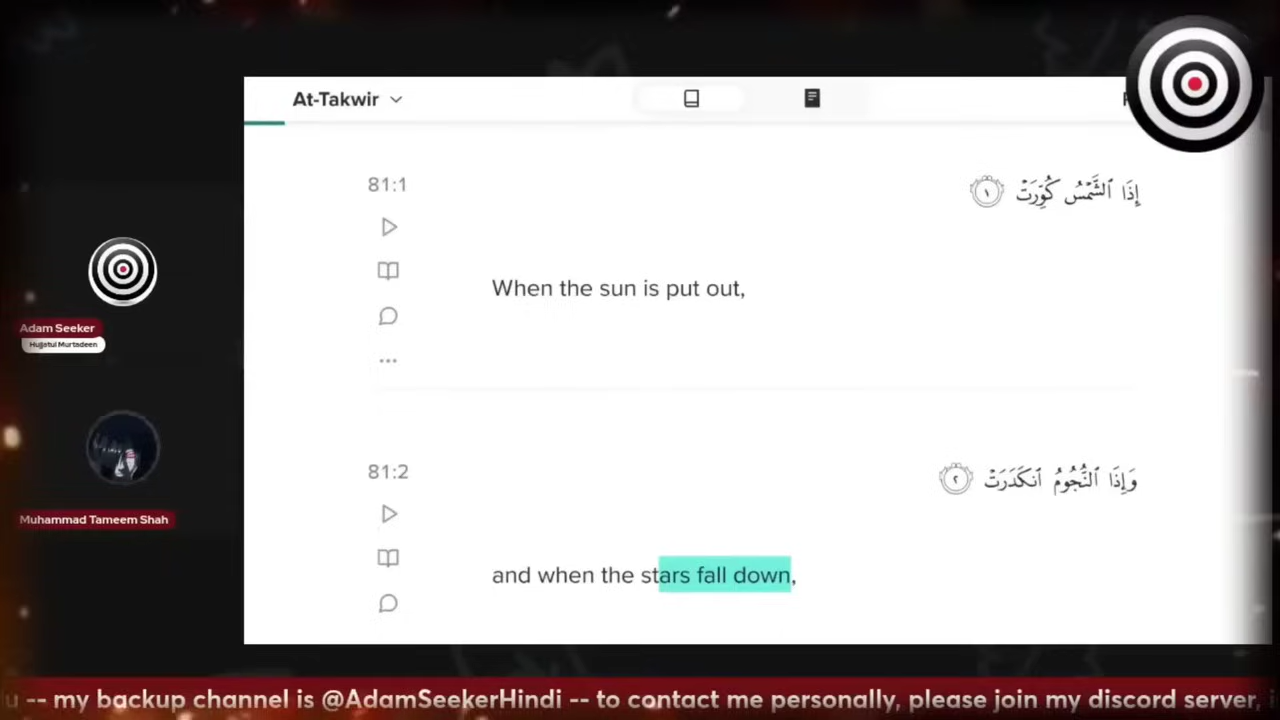 At-Takwir
81:1
إِذَا ٱلشَّمْسُ كُوِّرَتْ ١
When the sun is put out,
Adam Seeker
Hujjatul Murtadeen
81:2
وَإِذَا ٱلنُّجُومُ ٱنكَدَرَتْ ٢
Muhammad Tameem Shah
and when the stars fall down,
-- my backup channel is @AdamSeekerHindi -- to contact me personally, please join my discord server,